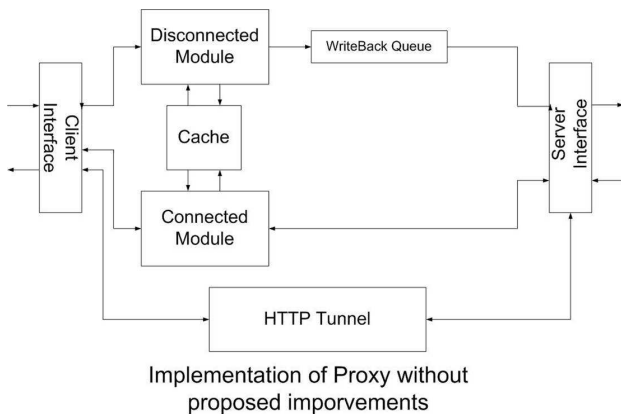 Disconnected
Module
WriteBack Queue
Client
Interface
Cache
Server
Interface
Connected
Module
HTTP Tunnel
Implementation of Proxy without
proposed imporvements